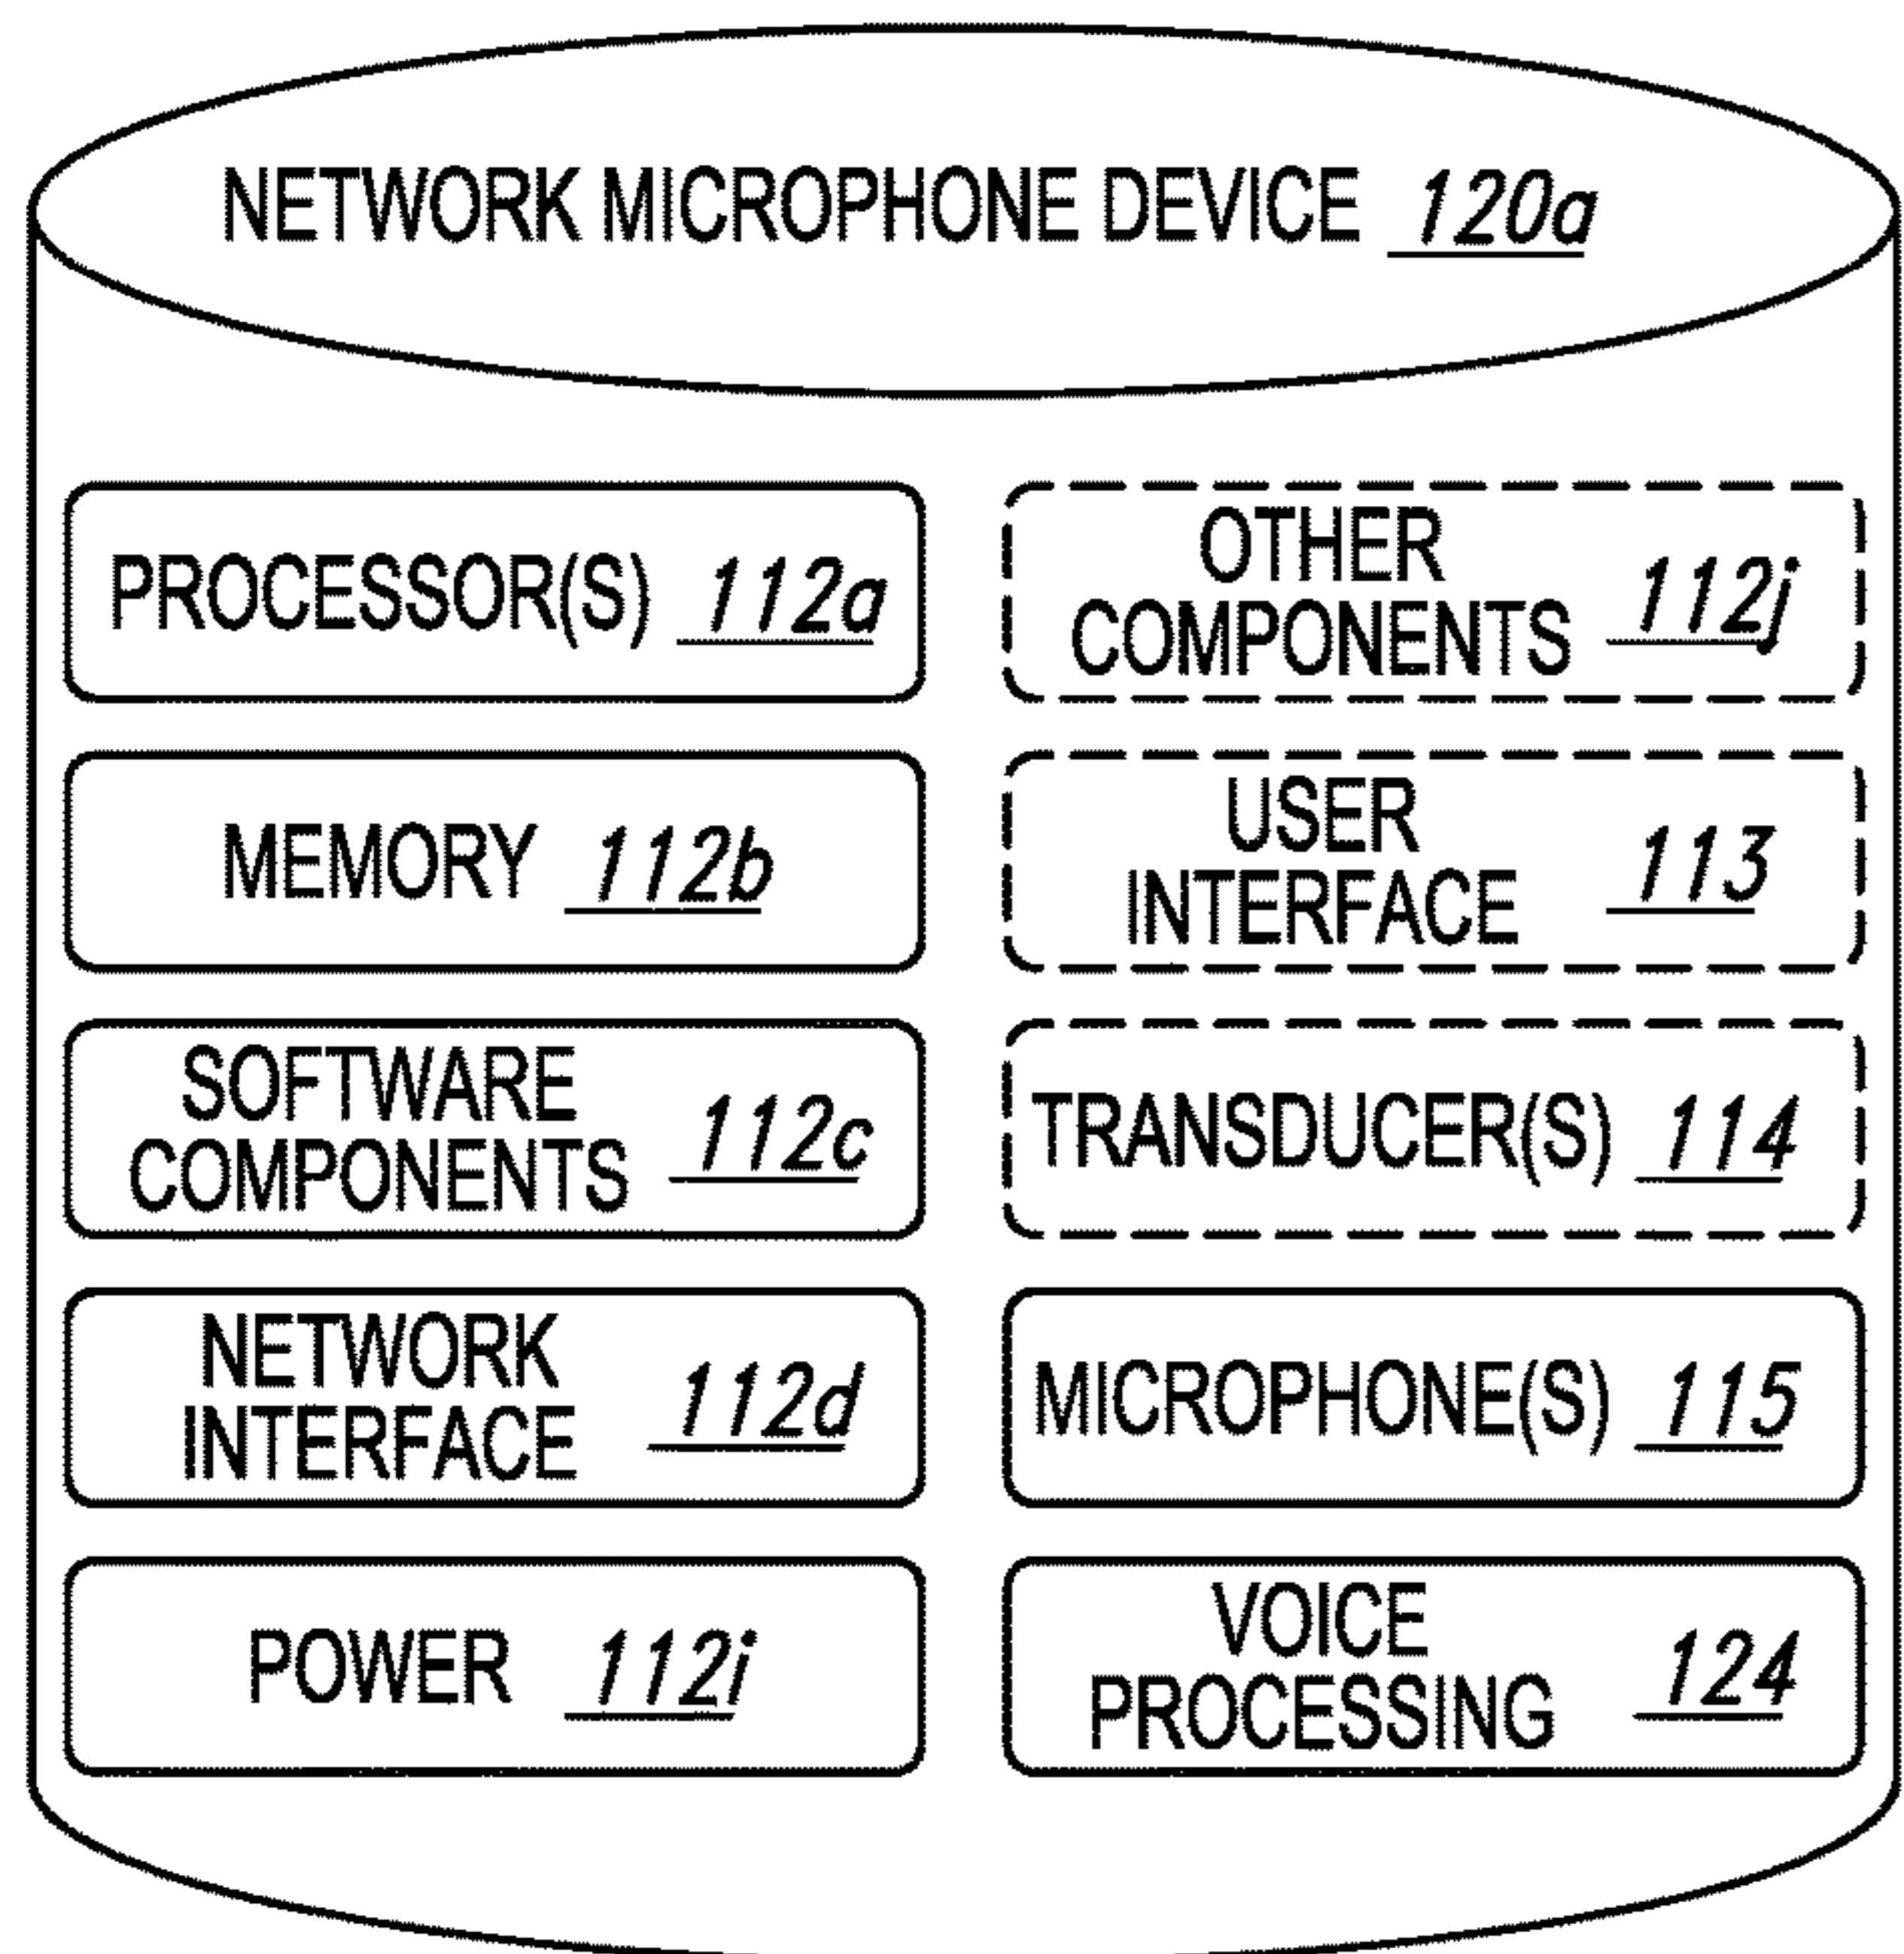 NETWORK MICROPHONE DEVICE 120a
PROCESSOR(S) 112a
MEMORY 112b
SOFTWARE
COMPONENTS 112c
NETWORK
INTERFACE 112d
POWER 112i
OTHER
COMPONENTS 112j
USER
INTERFACE 113
TRANSDUCER(S) 114
MICROPHONE(S) 115
VOICE
PROCESSING 124